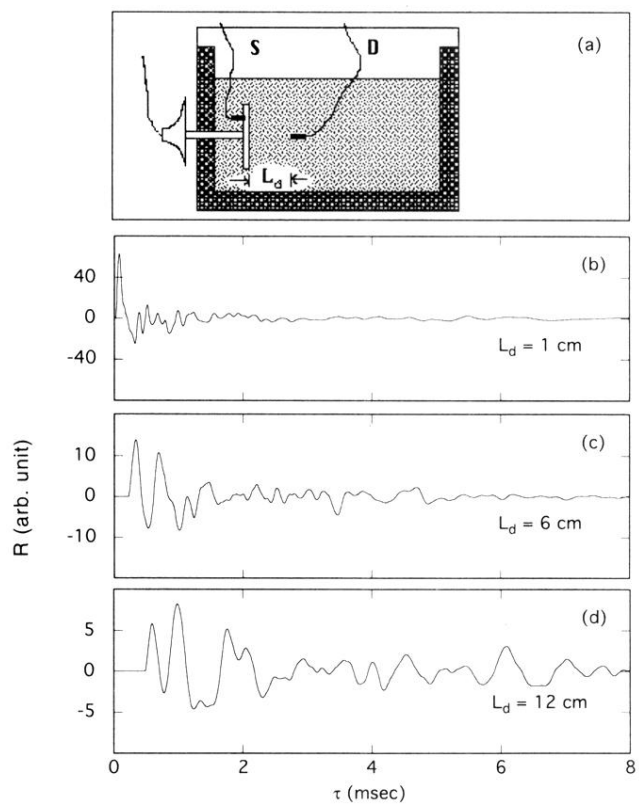 S D (a)
L_d
(b)
40
0
-40
L_d = 1 cm
(c)
10
0
-10
L_d = 6 cm
(d)
5
0
-5
L_d = 12 cm
0 2 4 6 8
τ (msec)
R (arb. unit)